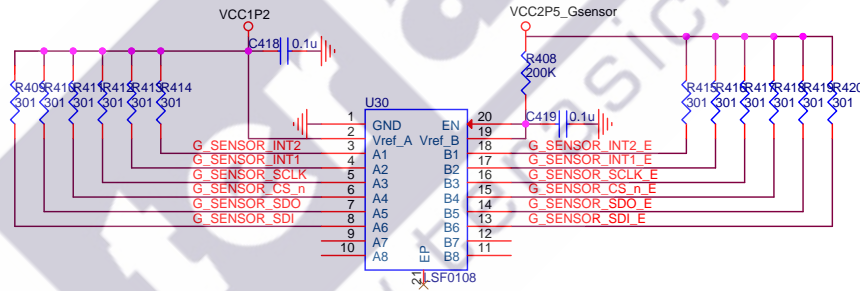 VCC1P2
VCC2P5_Gsensor
C418 0.1u
R408
200K
R409 R410 R411 R412 R413 R414
301 301 301 301 301 301
R415 R416 R417 R418 R419 R420
301 301 301 301 301 301
U30
C419 0.1u
1 GND EN 20
2 Vref_A Vref_B 19
G_SENSOR_INT2 3 A1 B1 18 G_SENSOR_INT2_E
G_SENSOR_INT1 4 A2 B2 17 G_SENSOR_INT1_E
G_SENSOR_SCLK 5 A3 B3 16 G_SENSOR_SCLK_E
G_SENSOR_CS_n 6 A4 B4 15 G_SENSOR_CS_n_E
G_SENSOR_SDO 7 A5 B5 14 G_SENSOR_SDO_E
G_SENSOR_SDI 8 A6 B6 13 G_SENSOR_SDI_E
9 A7 B7 12
10 A8 B8 11
EP
21
LSF0108
terasic